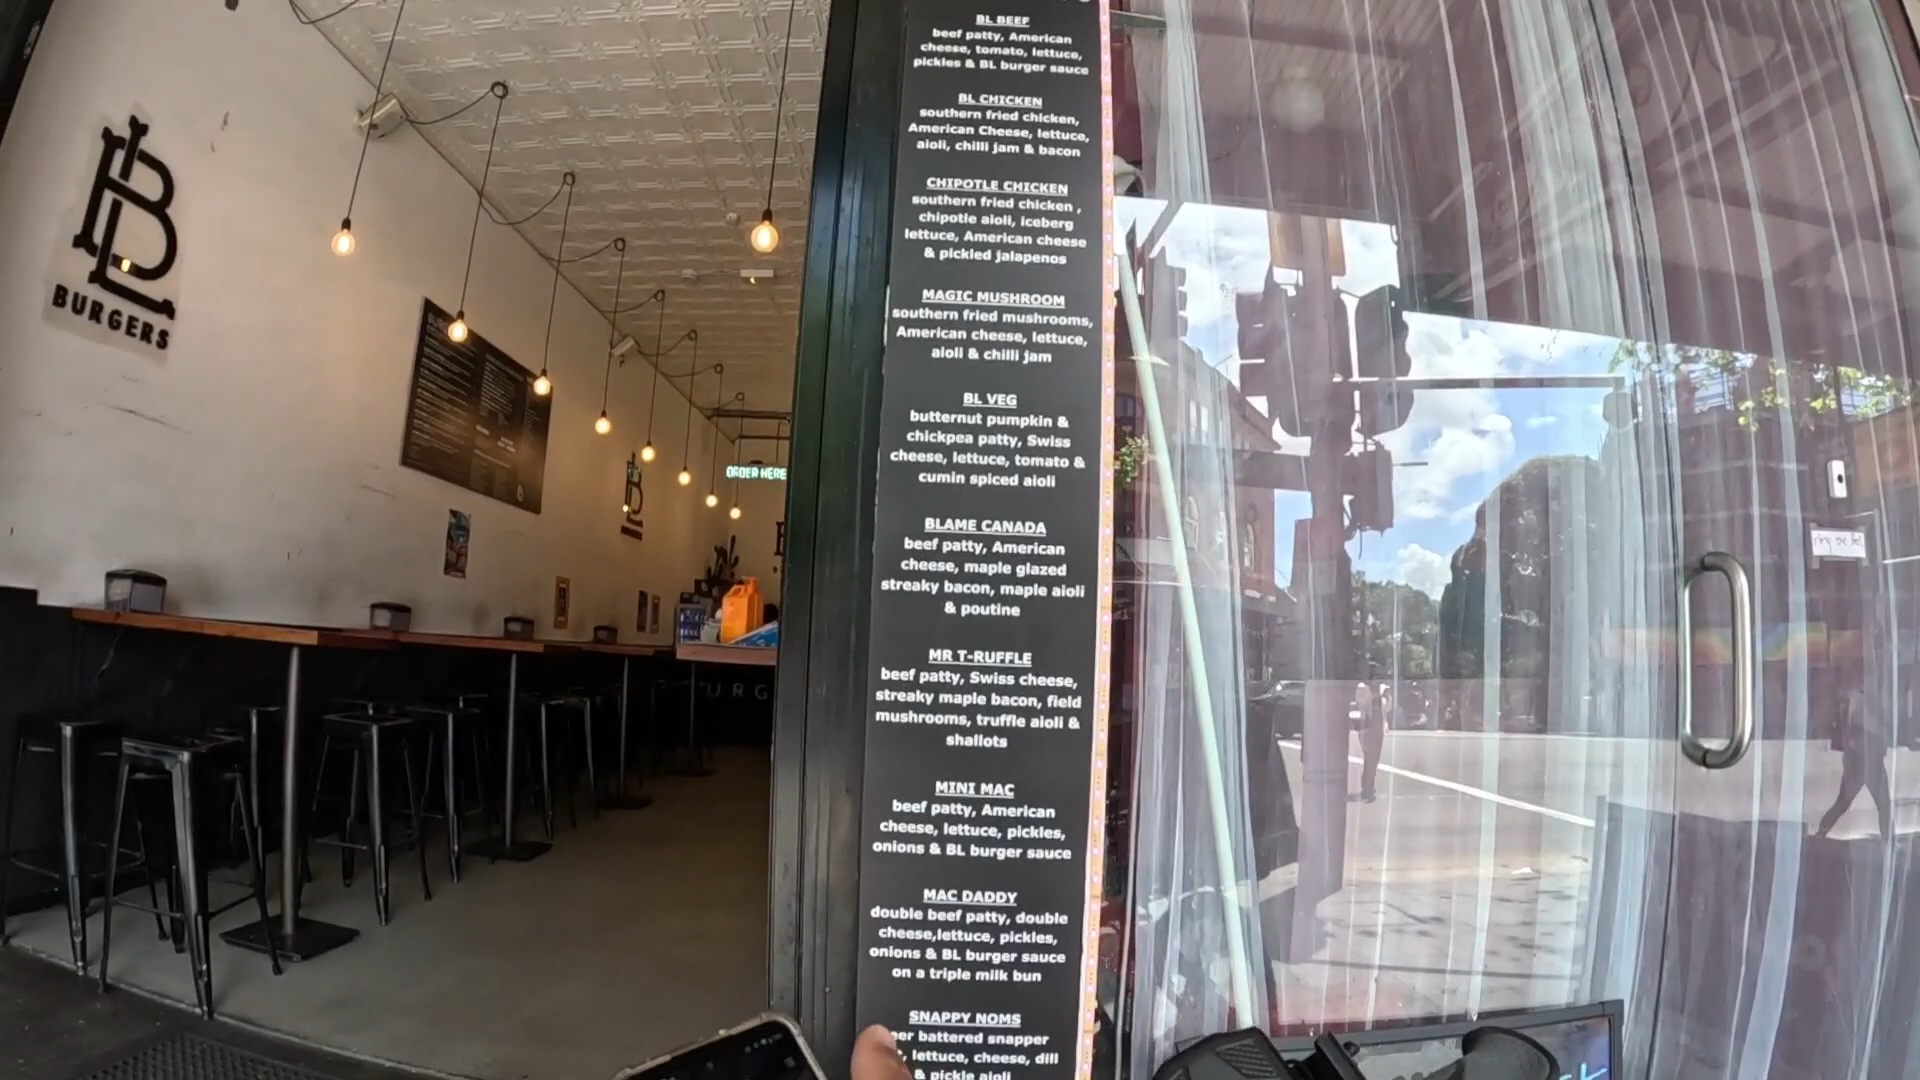 BL
BURGERS
ORDER HERE
BL BEEF
beef patty, American
cheese, tomato, lettuce,
pickles & BL burger sauce
BL CHICKEN
southern fried chicken,
American Cheese, lettuce,
aioli, chilli jam & bacon
CHIPOTLE CHICKEN
southern fried chicken ,
chipotle aioli, iceberg
lettuce, American cheese
& pickled jalapenos
MAGIC MUSHROOM
southern fried mushrooms,
American cheese, lettuce,
aioli & chilli jam
BL VEG
butternut pumpkin &
chickpea patty, Swiss
cheese, lettuce, tomato &
cumin spiced aioli
BLAME CANADA
beef patty, American
cheese, maple glazed
streaky bacon, maple aioli
& poutine
MR T-RUFFLE
beef patty, Swiss cheese,
streaky maple bacon, field
mushrooms, truffle aioli &
shallots
MINI MAC
beef patty, American
cheese, lettuce, pickles,
onions & BL burger sauce
MAC DADDY
double beef patty, double
cheese,lettuce, pickles,
onions & BL burger sauce
on a triple milk bun
SNAPPY NOMS
battered snapper
lettuce, cheese, dill
& pickle aioli